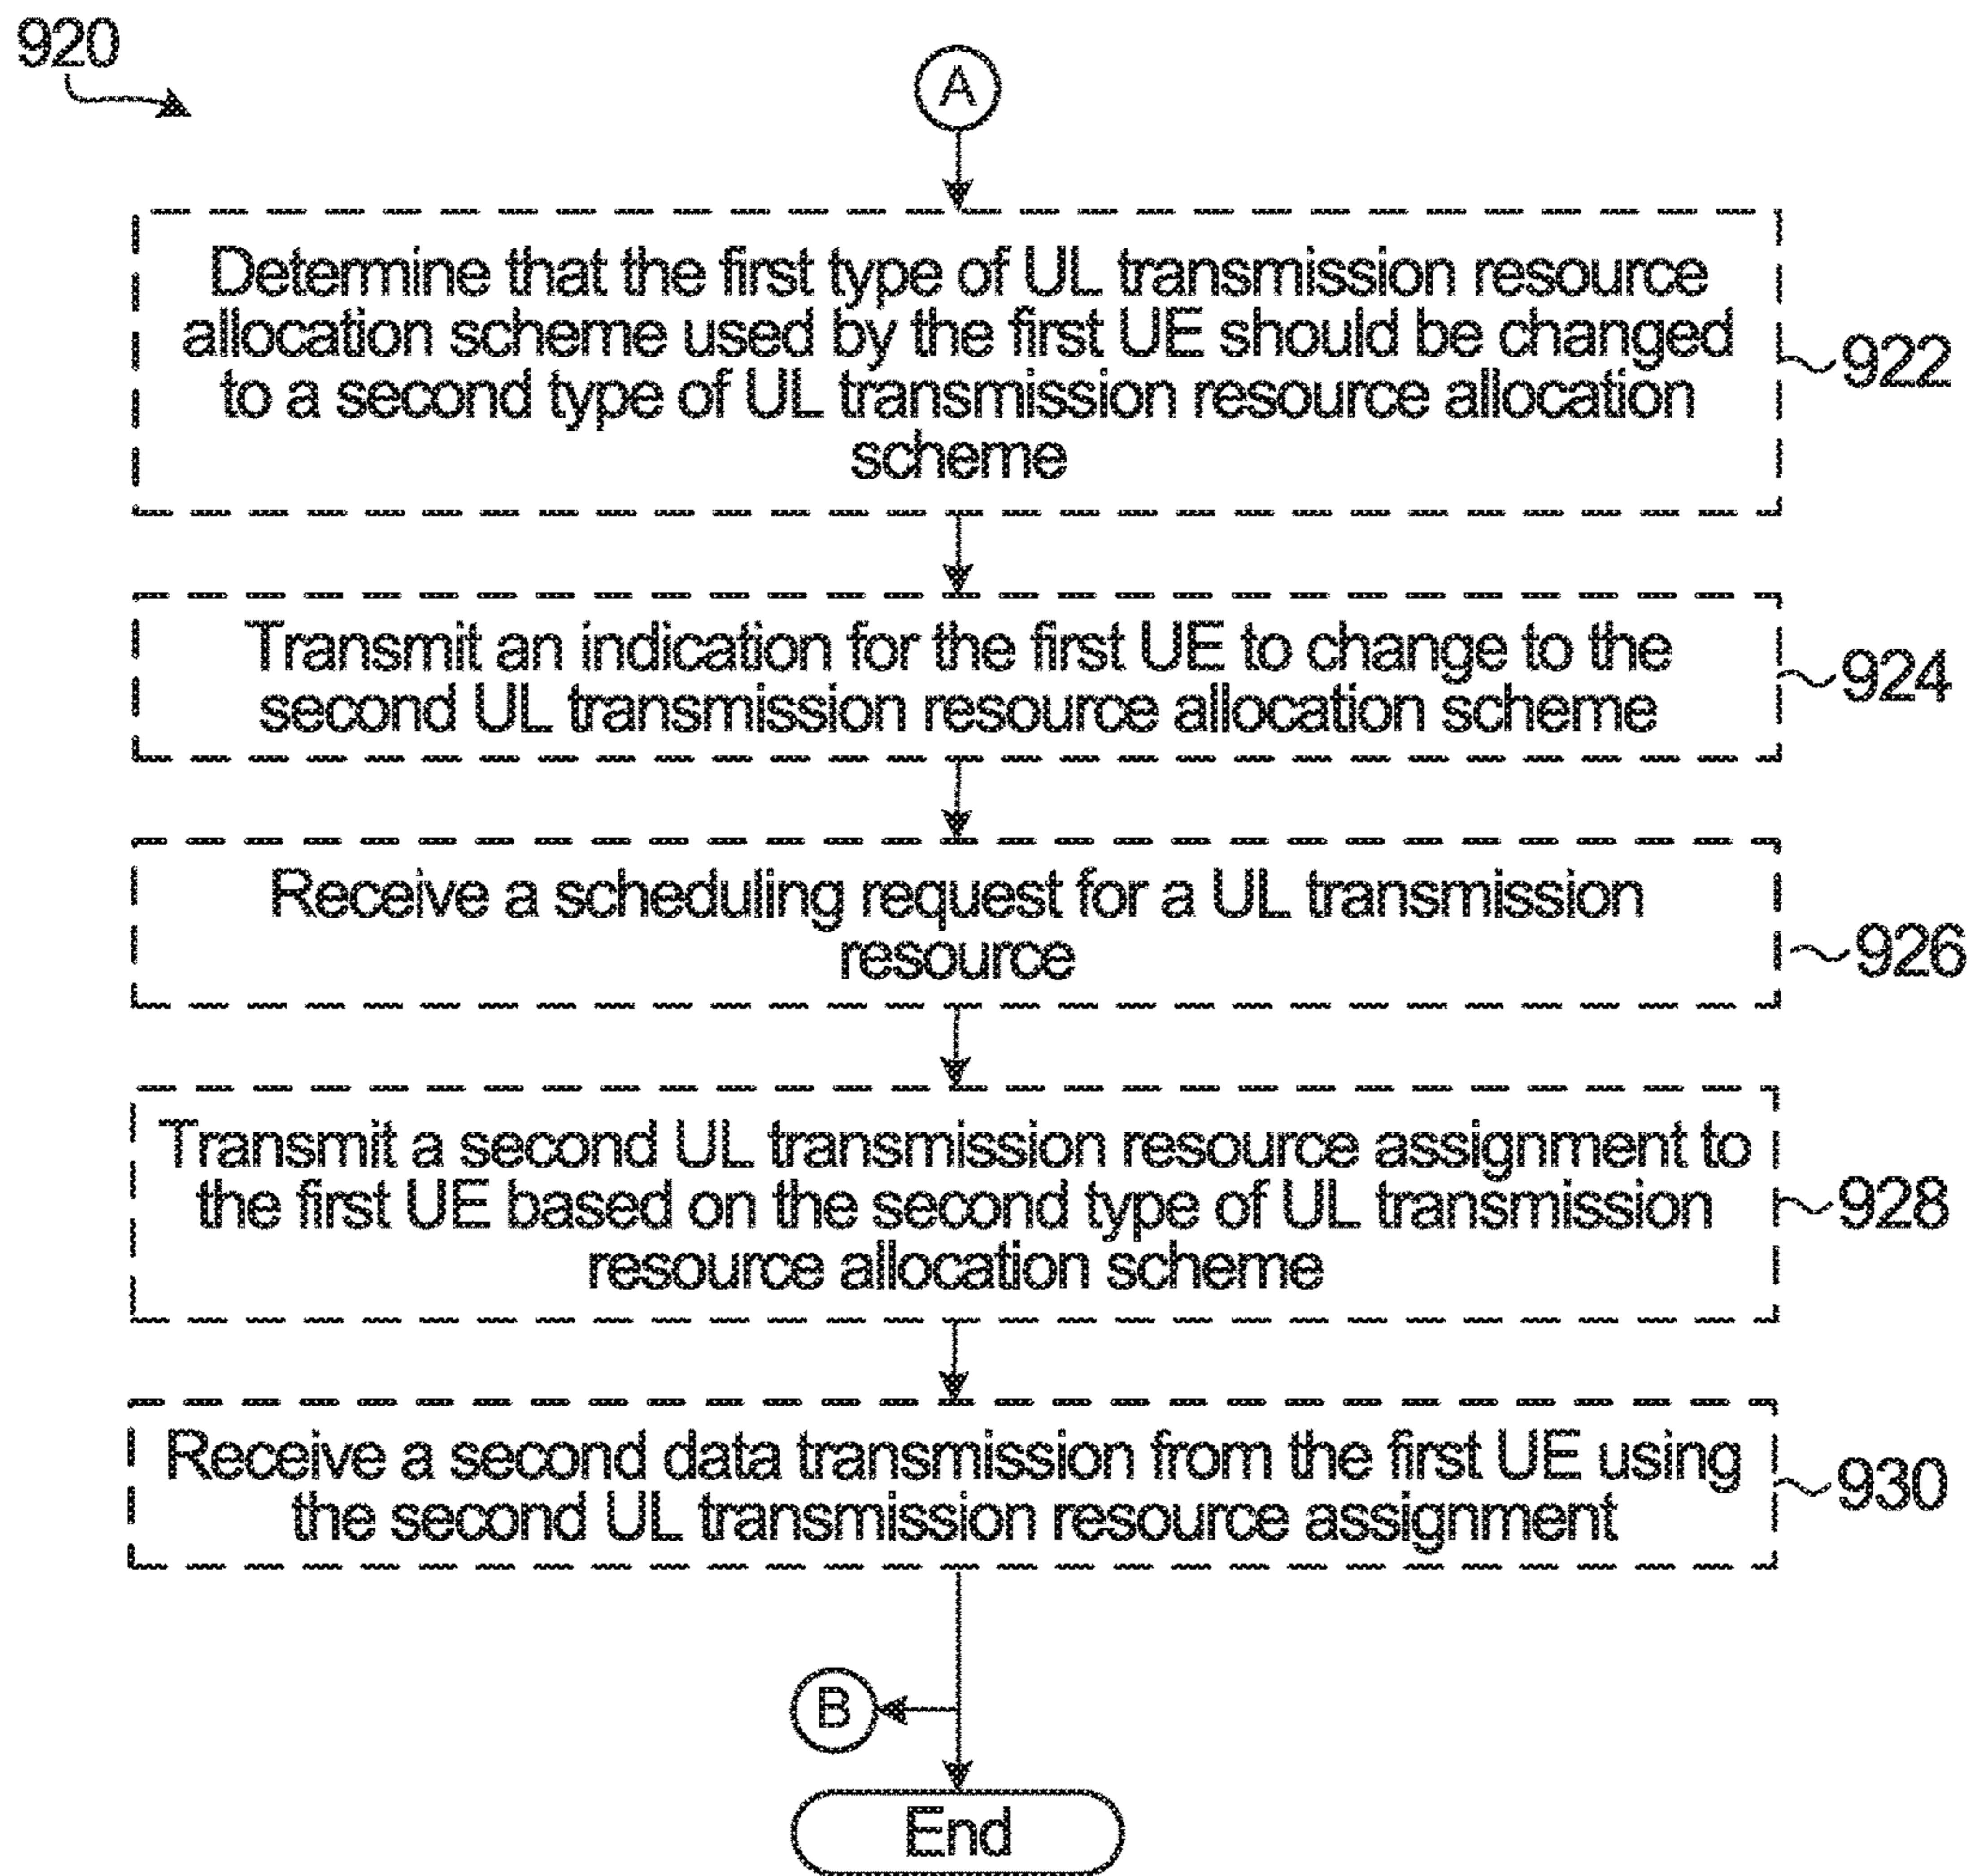 920
A
Determine that the first type of UL transmission resource
allocation scheme used by the first UE should be changed
to a second type of UL transmission resource allocation
scheme
922
Transmit an indication for the first UE to change to the
second UL transmission resource allocation scheme
924
Receive a scheduling request for a UL transmission
resource
926
Transmit a second UL transmission resource assignment to
the first UE based on the second type of UL transmission
resource allocation scheme
928
Receive a second data transmission from the first UE using
the second UL transmission resource assignment
930
B
End